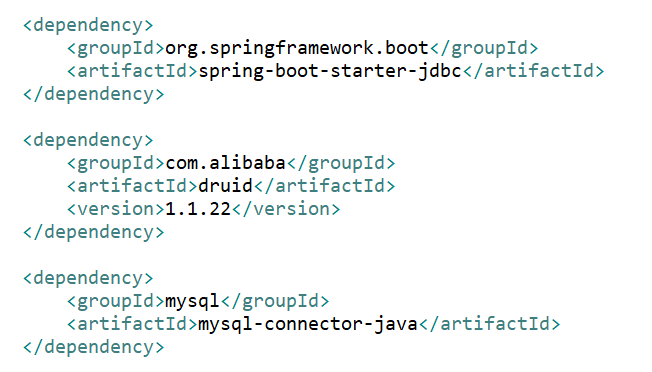 <dependency>
    <groupId>org.springframework.boot</groupId>
    <artifactId>spring-boot-starter-jdbc</artifactId>
</dependency>

<dependency>
    <groupId>com.alibaba</groupId>
    <artifactId>druid</artifactId>
    <version>1.1.22</version>
</dependency>

<dependency>
    <groupId>mysql</groupId>
    <artifactId>mysql-connector-java</artifactId>
</dependency>